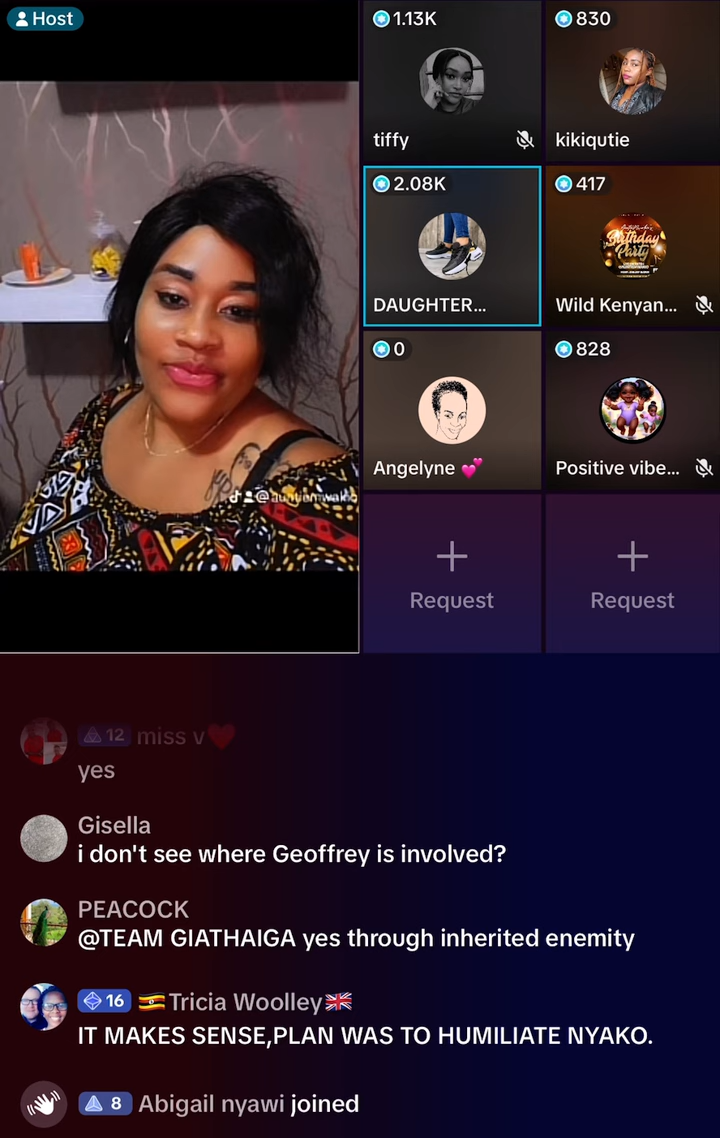 Host
1.13K
tiffy
830
kikiqutie
2.08K
DAUGHTER...
417
Birthday
Party
Wild Kenyan...
0
Angelyne 💕
828
Positive vibe...
Request
Request
12 miss v❤️
yes
Gisella
i don't see where Geoffrey is involved?
PEACOCK
@TEAM GIATHAIGA yes through inherited enemity
16 🇺🇬Tricia Woolley🇬🇧
IT MAKES SENSE,PLAN WAS TO HUMILIATE NYAKO.
8 Abigail nyawi joined